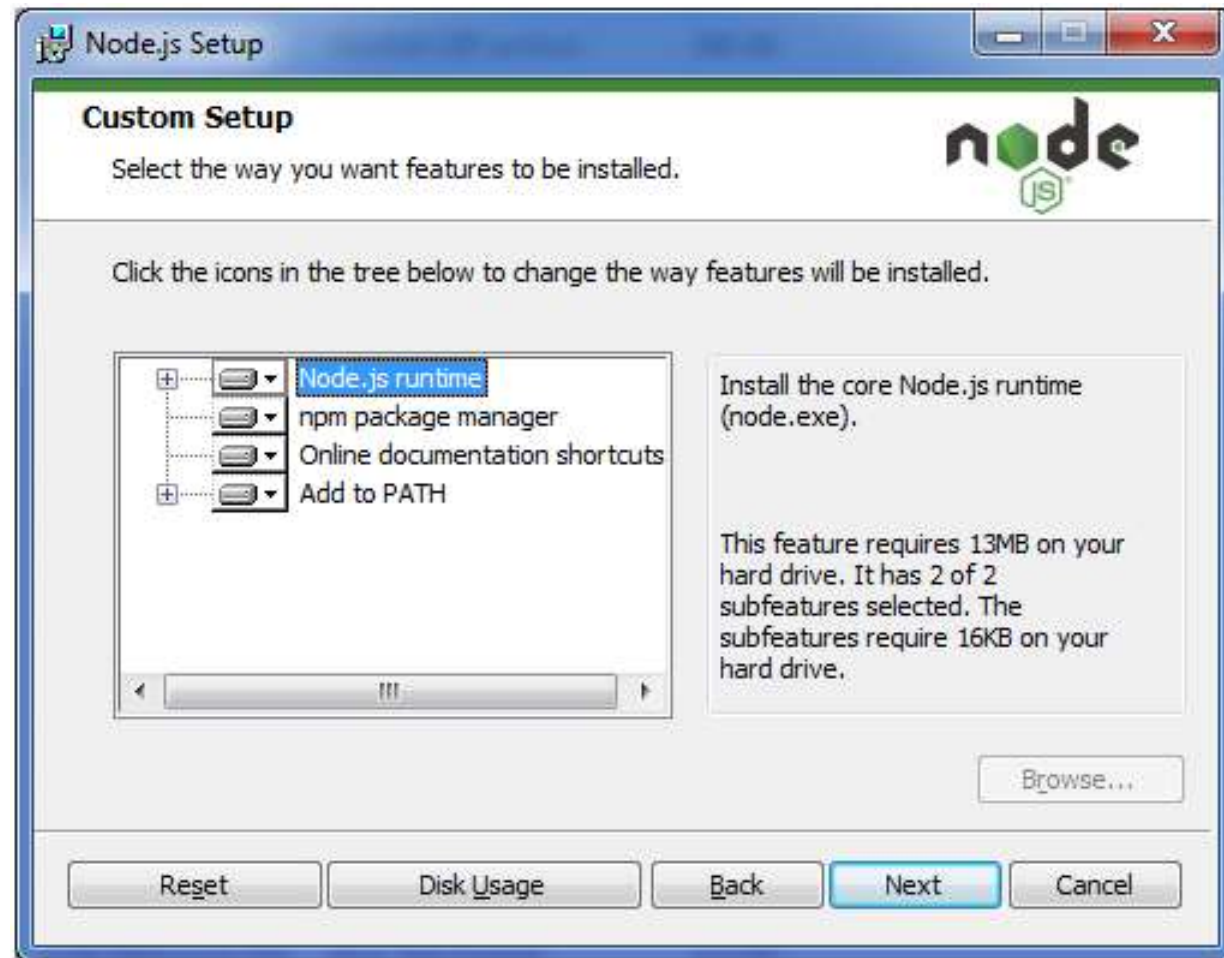 Node.js Setup
Custom Setup
Select the way you want features to be installed.
node
JS
Click the icons in the tree below to change the way features will be installed.
Node.js runtime
npm package manager
Online documentation shortcuts
Add to PATH
Install the core Node.js runtime
(node.exe).
This feature requires 13MB on your
hard drive. It has 2 of 2
subfeatures selected. The
subfeatures require 16KB on your
hard drive.
Browse...
Reset
Disk Usage
Back
Next
Cancel